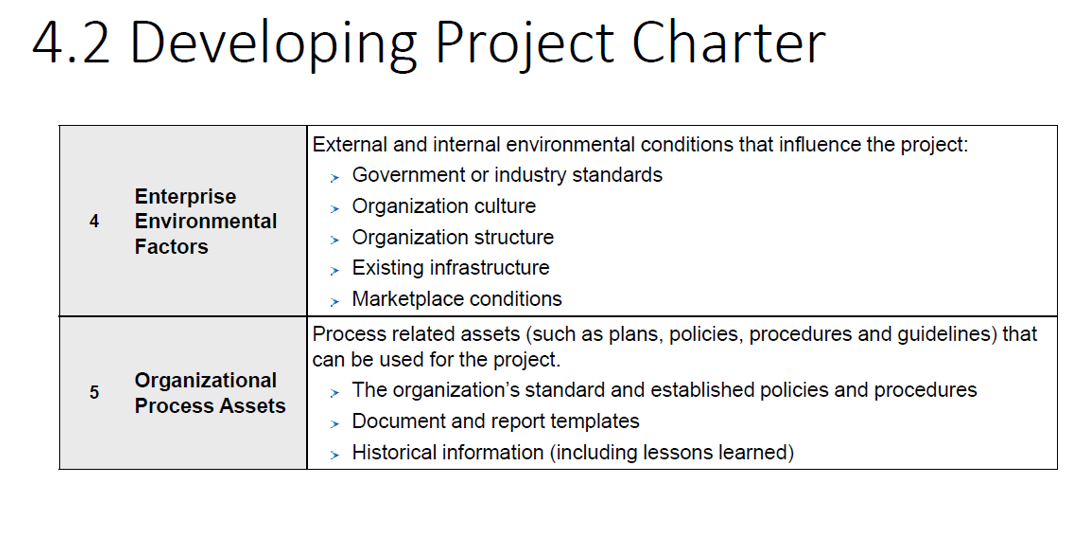 4.2 Developing Project Charter
4
Enterprise
Environmental
Factors
External and internal environmental conditions that influence the project:
➢ Government or industry standards
➢ Organization culture
➢ Organization structure
➢ Existing infrastructure
➢ Marketplace conditions
5
Organizational
Process Assets
Process related assets (such as plans, policies, procedures and guidelines) that
can be used for the project.
➢ The organization’s standard and established policies and procedures
➢ Document and report templates
➢ Historical information (including lessons learned)